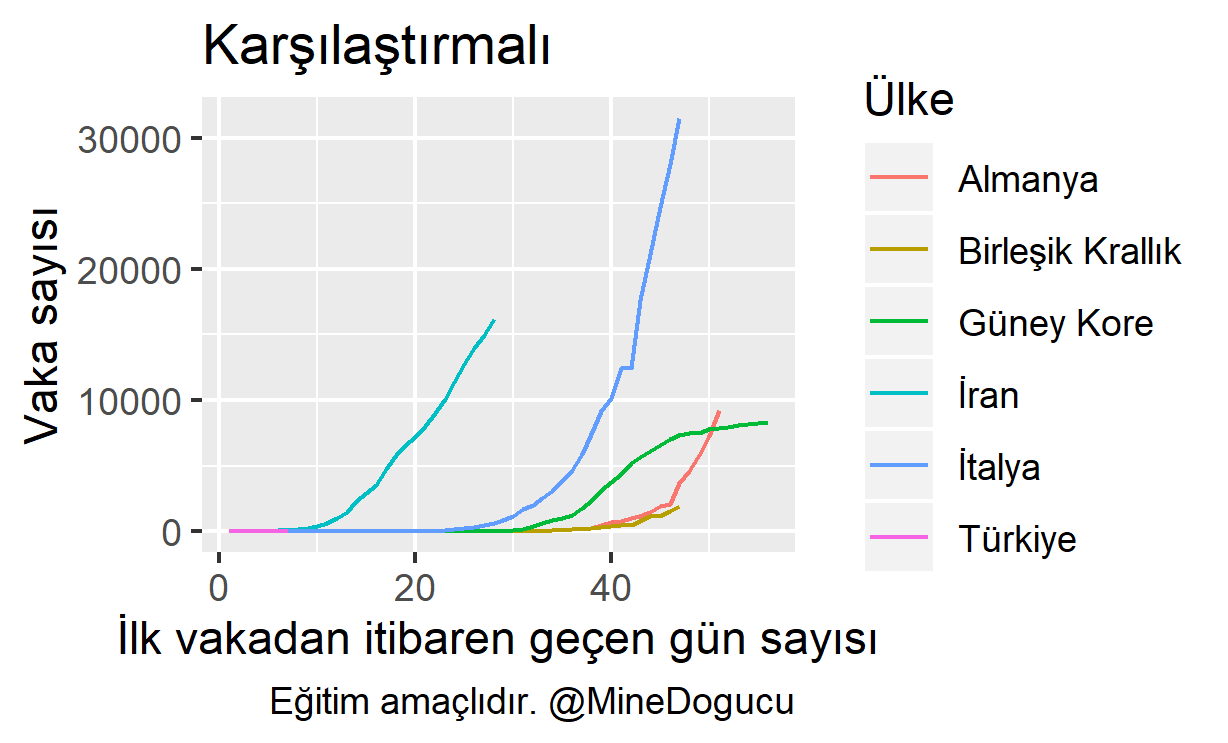 Karşılaştırmalı
Ülke
Almanya
Birleşik Krallık
Güney Kore
İran
İtalya
Türkiye
Vaka sayısı
30000
20000
10000
0
0 20 40
İlk vakadan itibaren geçen gün sayısı
Eğitim amaçlıdır. @MineDogucu